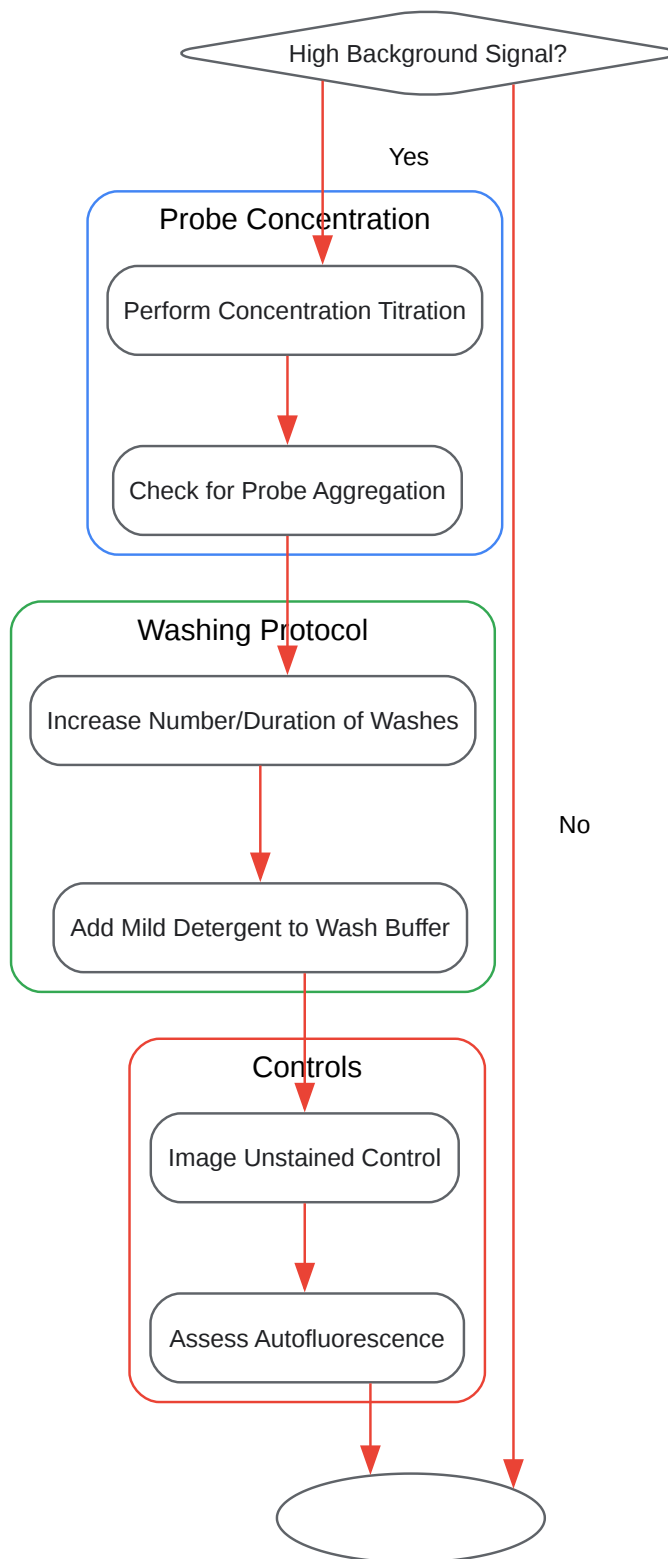 High Background Signal?
Yes
Probe Concentration
Perform Concentration Titration
Check for Probe Aggregation
Washing Protocol
Increase Number/Duration of Washes
No
Add Mild Detergent to Wash Buffer
Controls
Image Unstained Control
Assess Autofluorescence